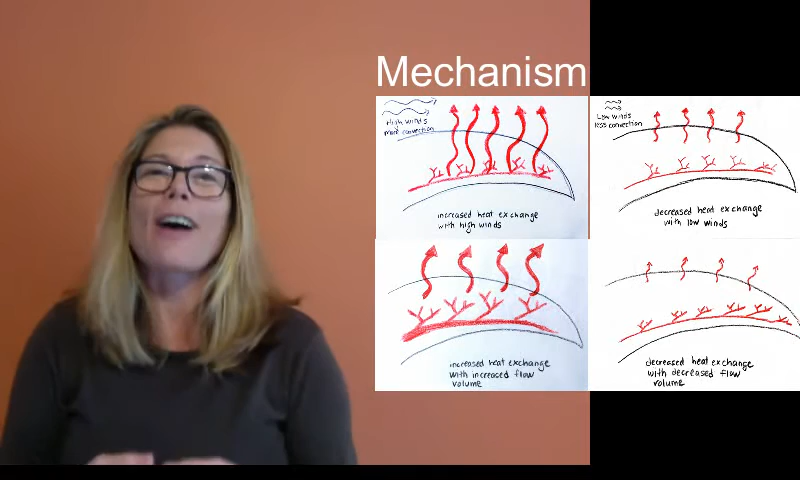 Mechanism
High winds
more convection
increased heat exchange
with high winds
Low winds
less convection
decreased heat exchange
with low winds
increased heat exchange
with increased flow
volume
decreased heat exchange
with decreased flow
volume